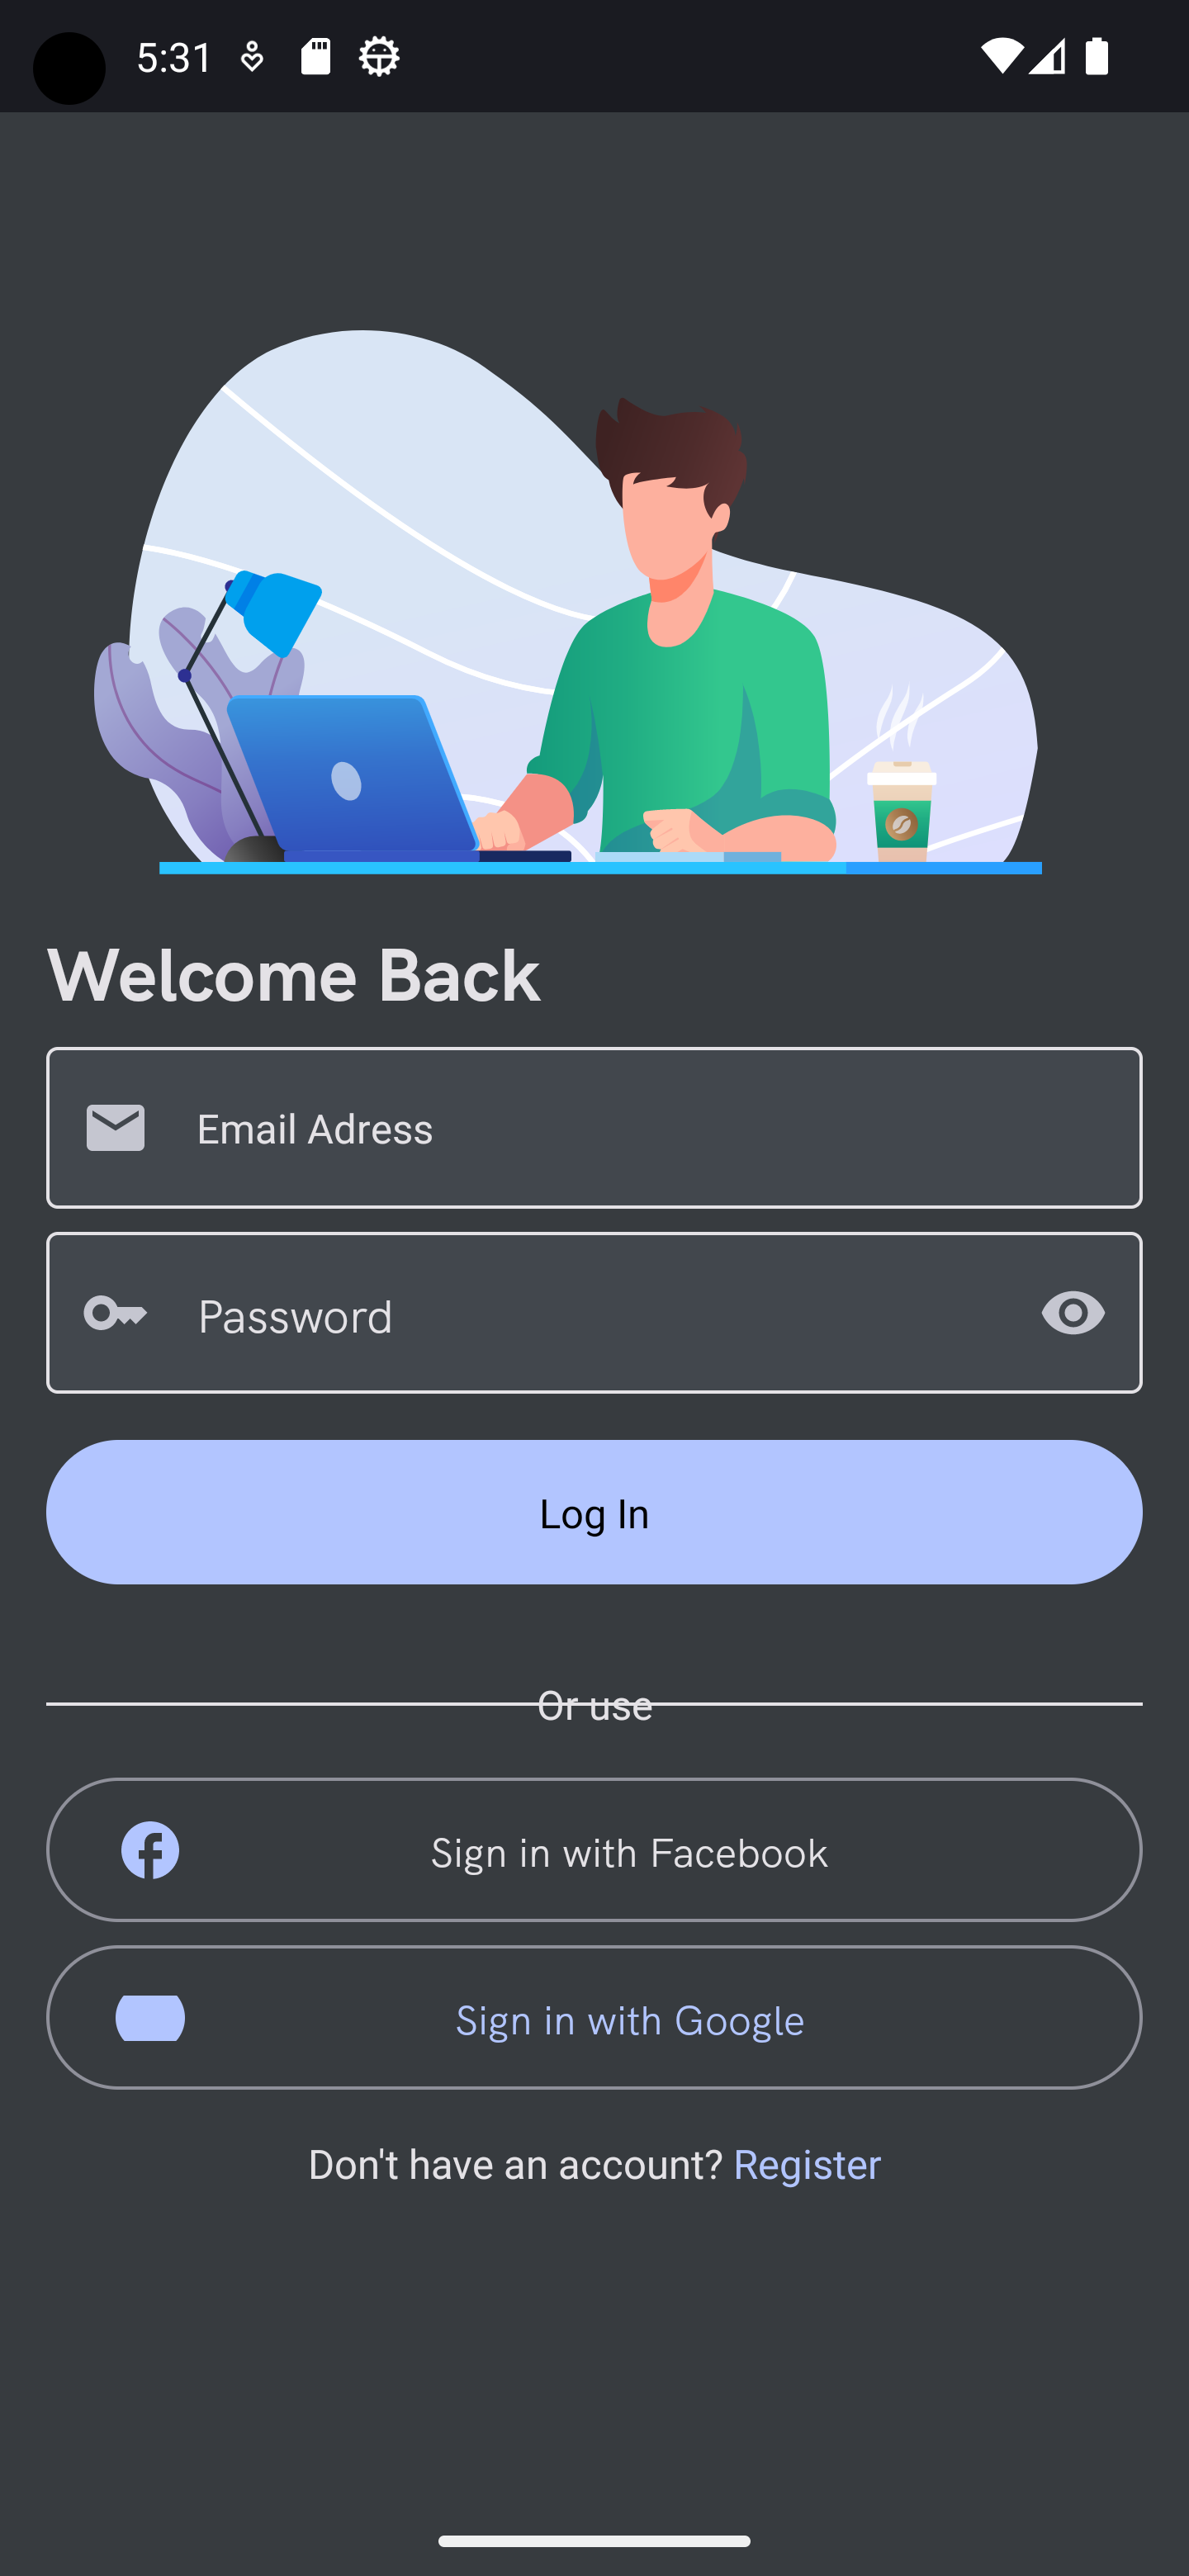 5:31
Welcome Back
Email Adress
Password
Log In
Or use
Sign in with Facebook
Sign in with Google
Don't have an account? Register